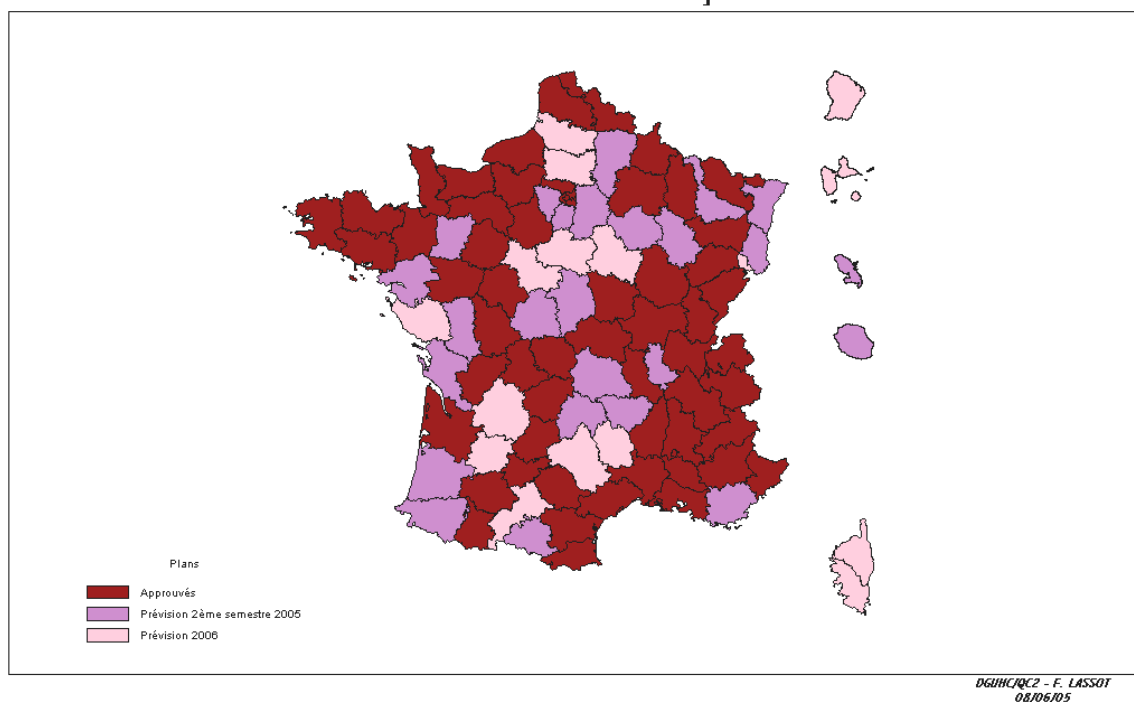 Plans
Approuvés
Prévision 2ème semestre 2005
Prévision 2006
DGUHC/QC2 - F. LASSOT
08/06/05